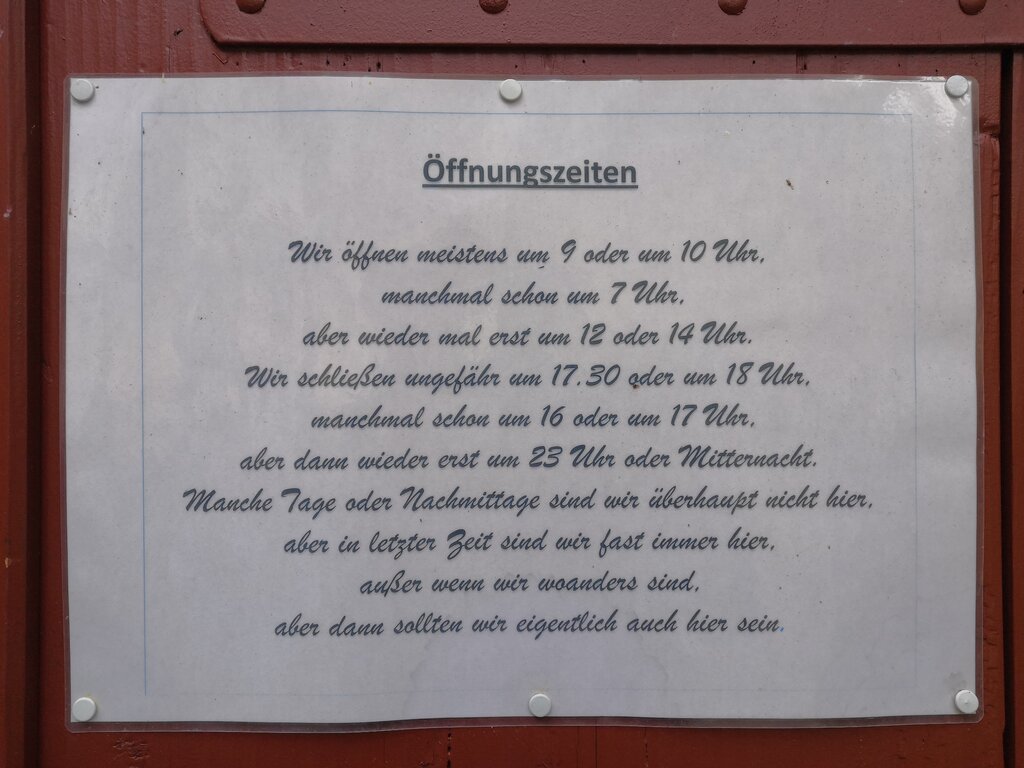 Öffnungszeiten
Wir öffnen meistens um 9 oder um 10 Uhr,
manchmal schon um 7 Uhr,
aber wieder mal erst um 12 oder 14 Uhr.
Wir schließen ungefähr um 17.30 oder um 18 Uhr,
manchmal schon um 16 oder um 17 Uhr,
aber dann wieder erst um 23 Uhr oder Mitternacht.
Manche Tage oder Nachmittage sind wir überhaupt nicht hier,
aber in letzter Zeit sind wir fast immer hier,
außer wenn wir woanders sind,
aber dann sollten wir eigentlich auch hier sein.